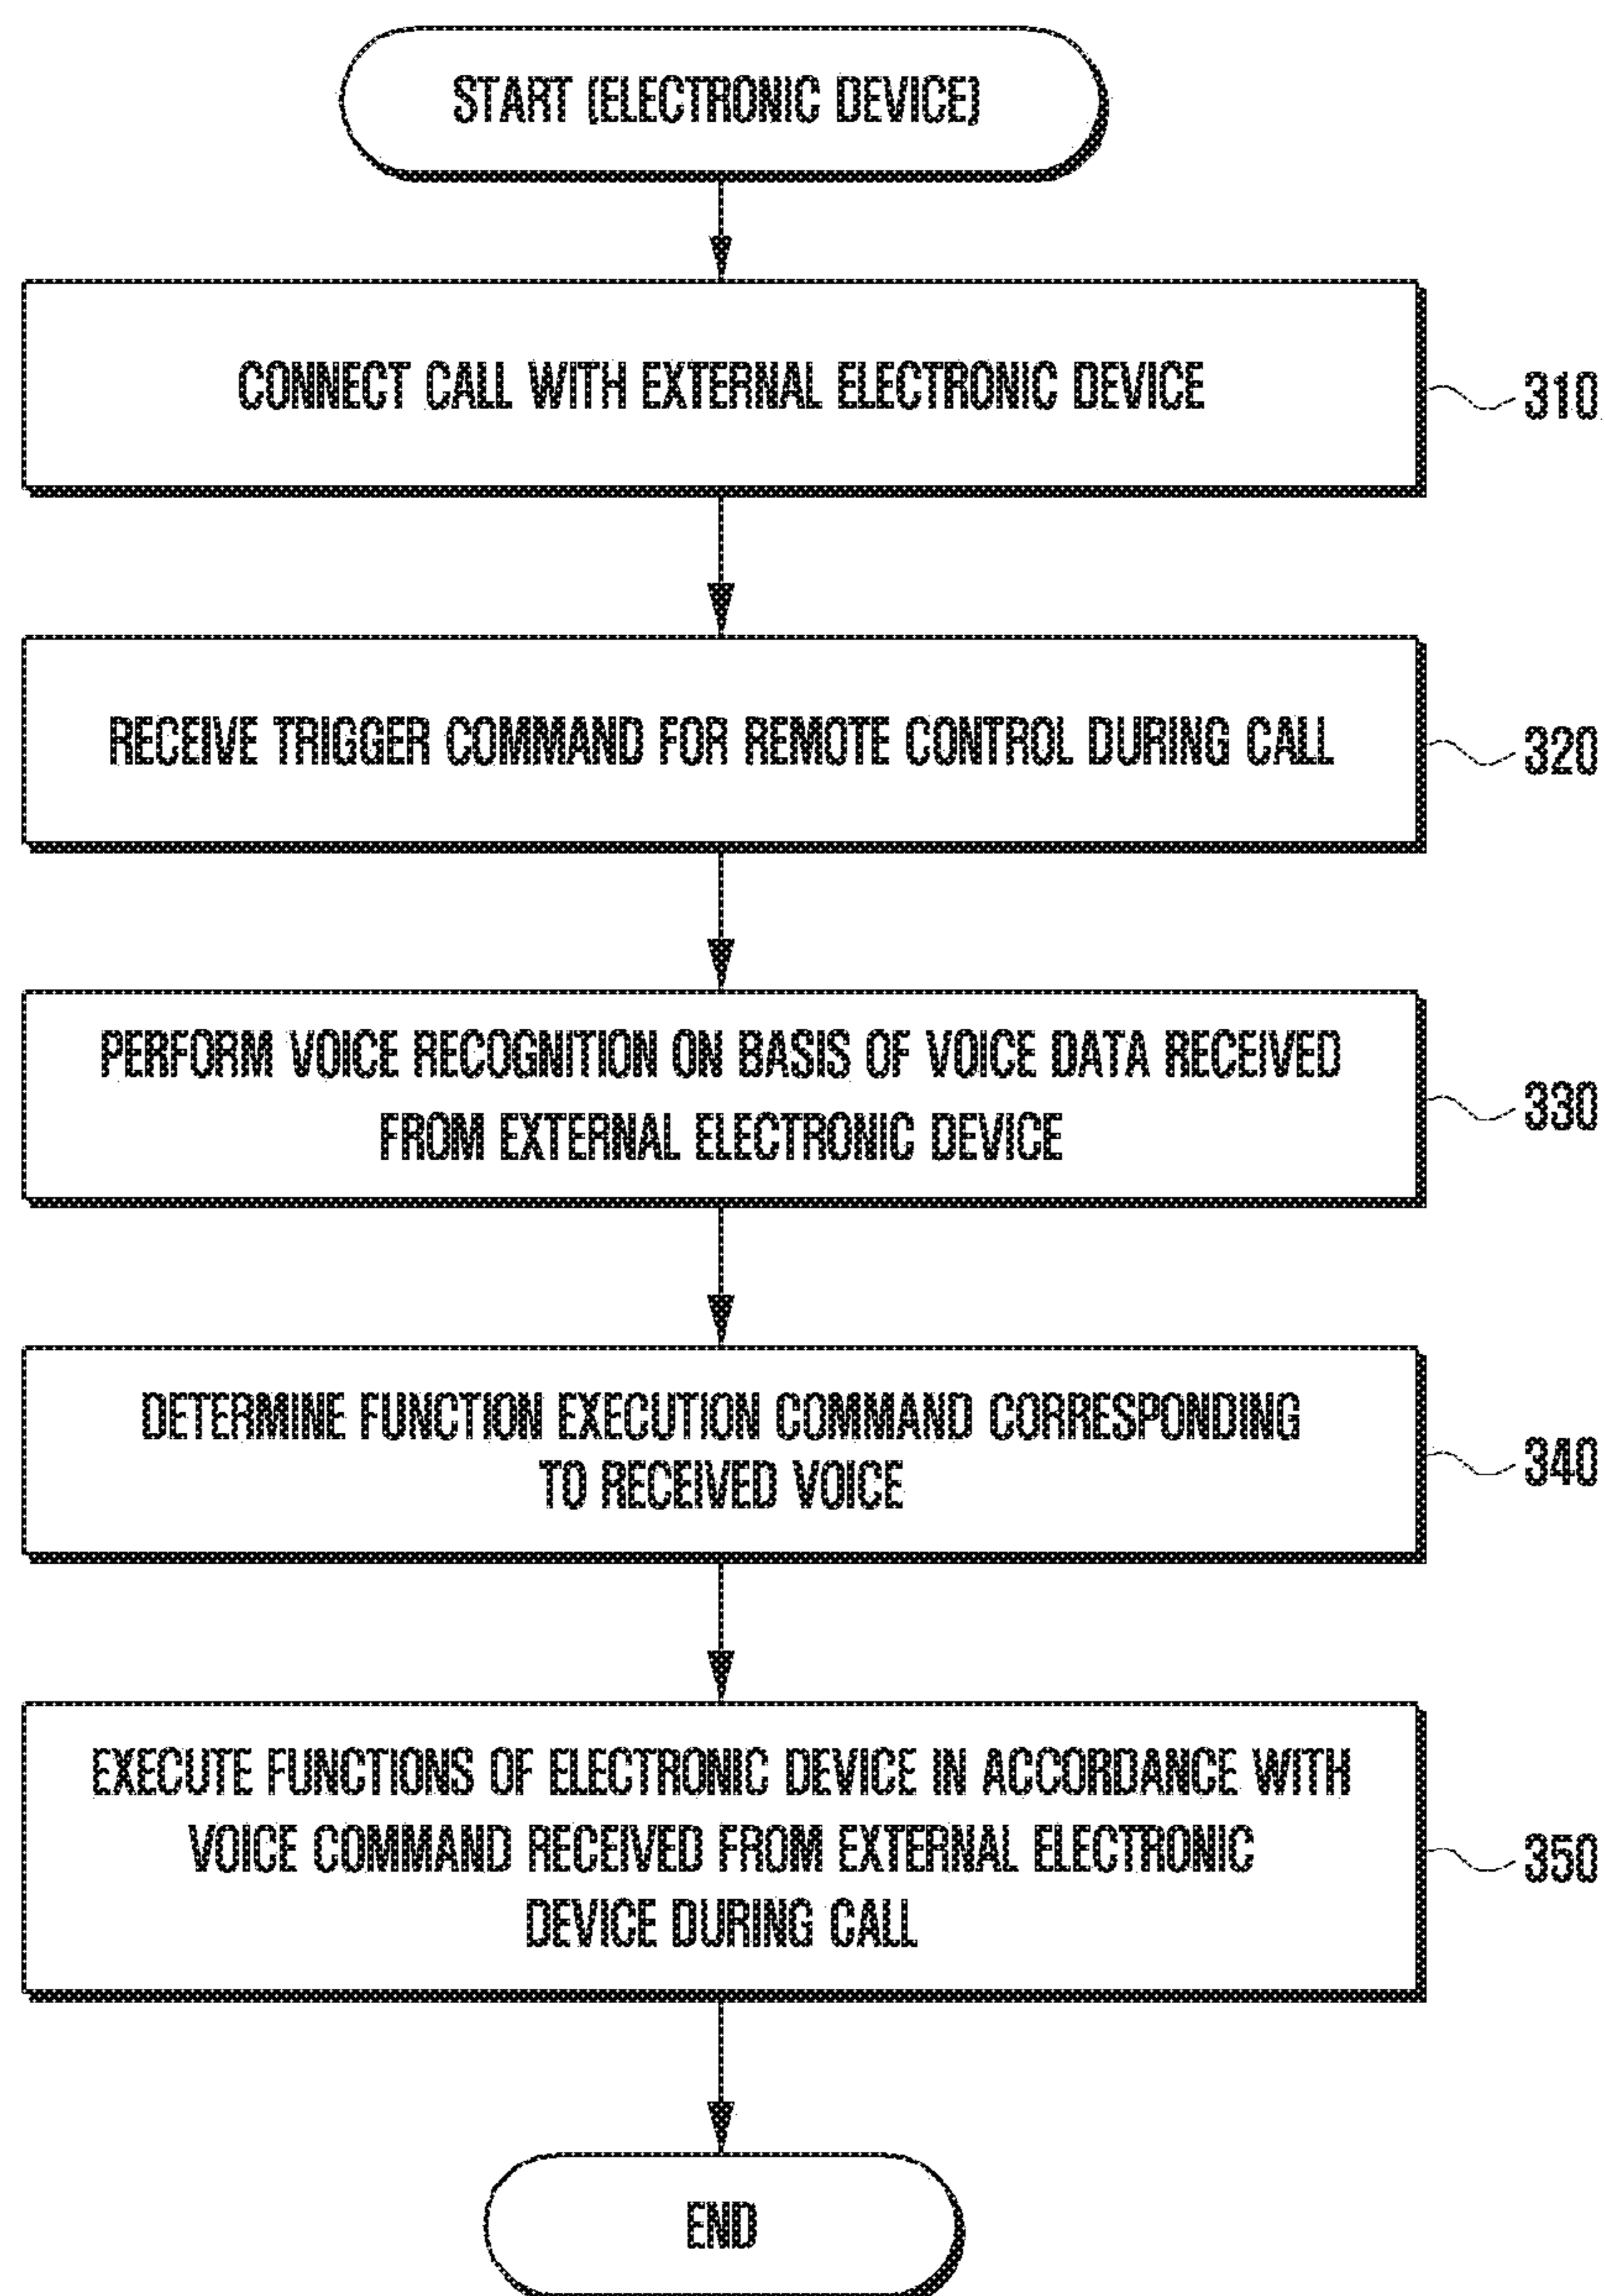 START (ELECTRONIC DEVICE)
CONNECT CALL WITH EXTERNAL ELECTRONIC DEVICE
310
RECEIVE TRIGGER COMMAND FOR REMOTE CONTROL DURING CALL
320
PERFORM VOICE RECOGNITION ON BASIS OF VOICE DATA RECEIVED
FROM EXTERNAL ELECTRONIC DEVICE
330
DETERMINE FUNCTION EXECUTION COMMAND CORRESPONDING
TO RECEIVED VOICE
340
EXECUTE FUNCTIONS OF ELECTRONIC DEVICE IN ACCORDANCE WITH
VOICE COMMAND RECEIVED FROM EXTERNAL ELECTRONIC
DEVICE DURING CALL
350
END